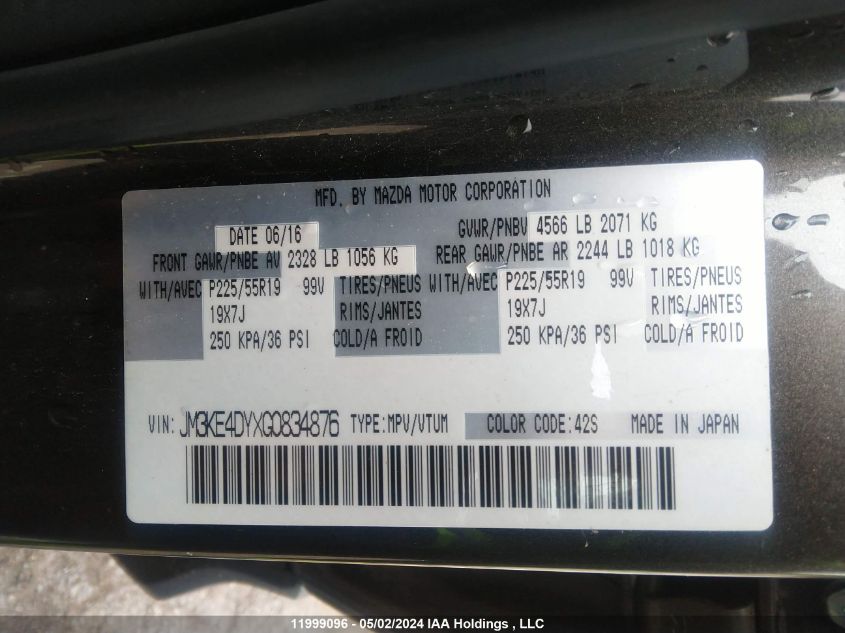 MFD. BY MAZDA MOTOR CORPORATION
DATE 06/16 GVWR/PNBV 4566 LB 2071 KG
FRONT GAWR/PNBE AV 2328 LB 1056 KG REAR GAWR/PNBE AR 2244 LB 1018 KG
WITH/AVEC P225/55R19 99V TIRES/PNEUS WITH/AVEC P225/55R19 99V TIRES/PNEUS
19X7J RIMS/JANTES 19X7J RIMS/JANTES
250 KPA/36 PSI COLD/A FROID 250 KPA/36 PSI COLD/A FROID
VIN: JM3KE4DYXG0834876 TYPE:MPV/VTUM COLOR CODE:42S MADE IN JAPAN
11999096 - 05/02/2024 IAA Holdings , LLC